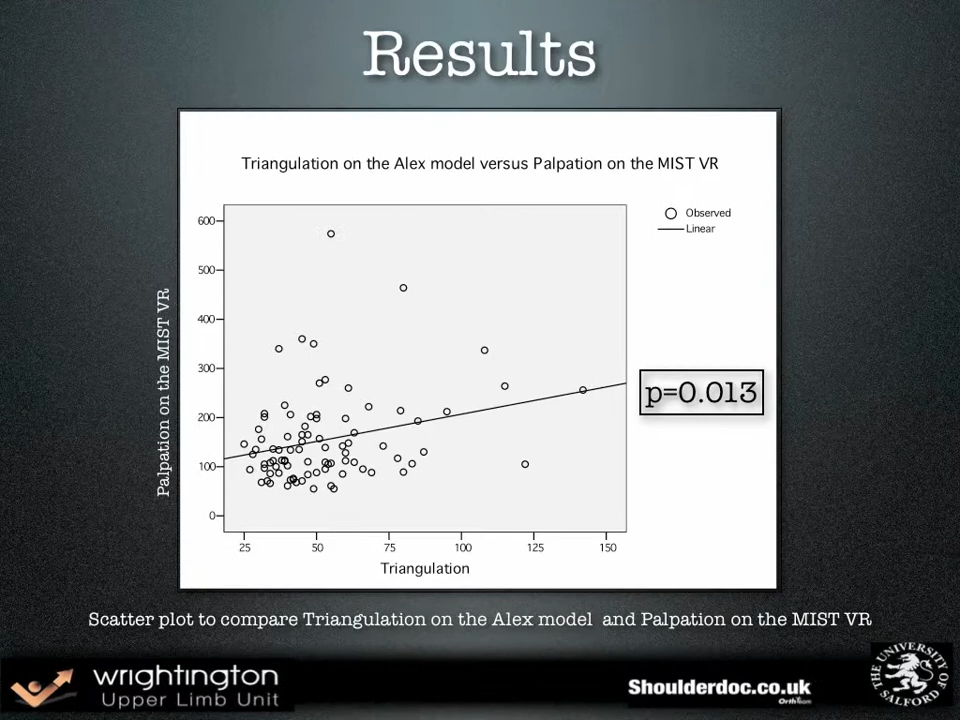 Results
Triangulation on the Alex model versus Palpation on the MIST VR
Observed
Linear
600
500
400
300
200
100
0
Palpation on the MIST VR
p=0.013
25 50 75 100 125 150
Triangulation
Scatter plot to compare Triangulation on the Alex model and Palpation on the MIST VR
wrightington
Upper Limb Unit
Shoulderdoc.co.uk
OrthTeam
THE UNIVERSITY OF SALFORD